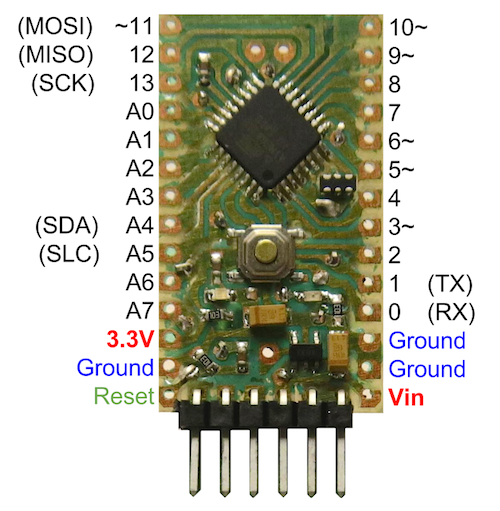 (MOSI) ~11 10~
(MISO) 12 9~
(SCK) 13 8
A0 7
A1 6~
A2 5~
A3 4
(SDA) A4 3~
(SLC) A5 2
A6 1 (TX)
A7 0 (RX)
3.3V Ground
Ground Ground
Reset Vin